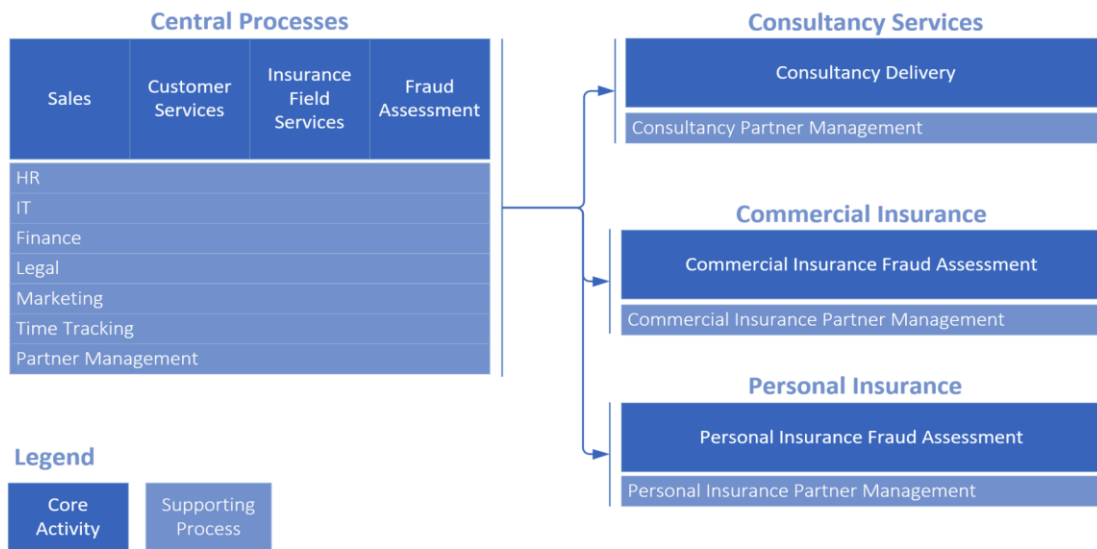 Central Processes
Sales
Customer
Services
Insurance
Field
Services
Fraud
Assessment
HR
IT
Finance
Legal
Marketing
Time Tracking
Partner Management
Consultancy Services
Consultancy Delivery
Consultancy Partner Management
Commercial Insurance
Commercial Insurance Fraud Assessment
Commercial Insurance Partner Management
Personal Insurance
Personal Insurance Fraud Assessment
Personal Insurance Partner Management
Legend
Core
Activity
Supporting
Process